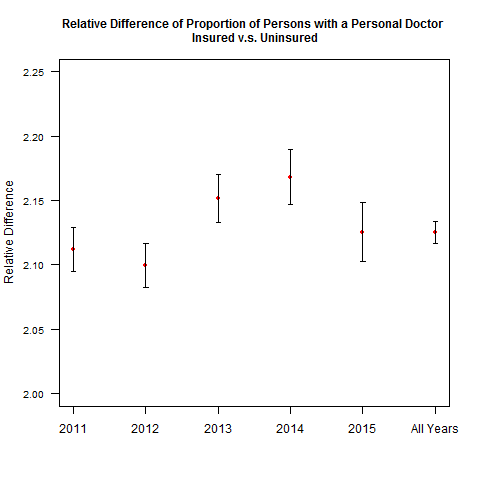 Relative Difference of Proportion of Persons with a Personal Doctor
Insured v.s. Uninsured
Relative Difference
2.25
2.20
2.15
2.10
2.05
2.00
2011 2012 2013 2014 2015 All Years